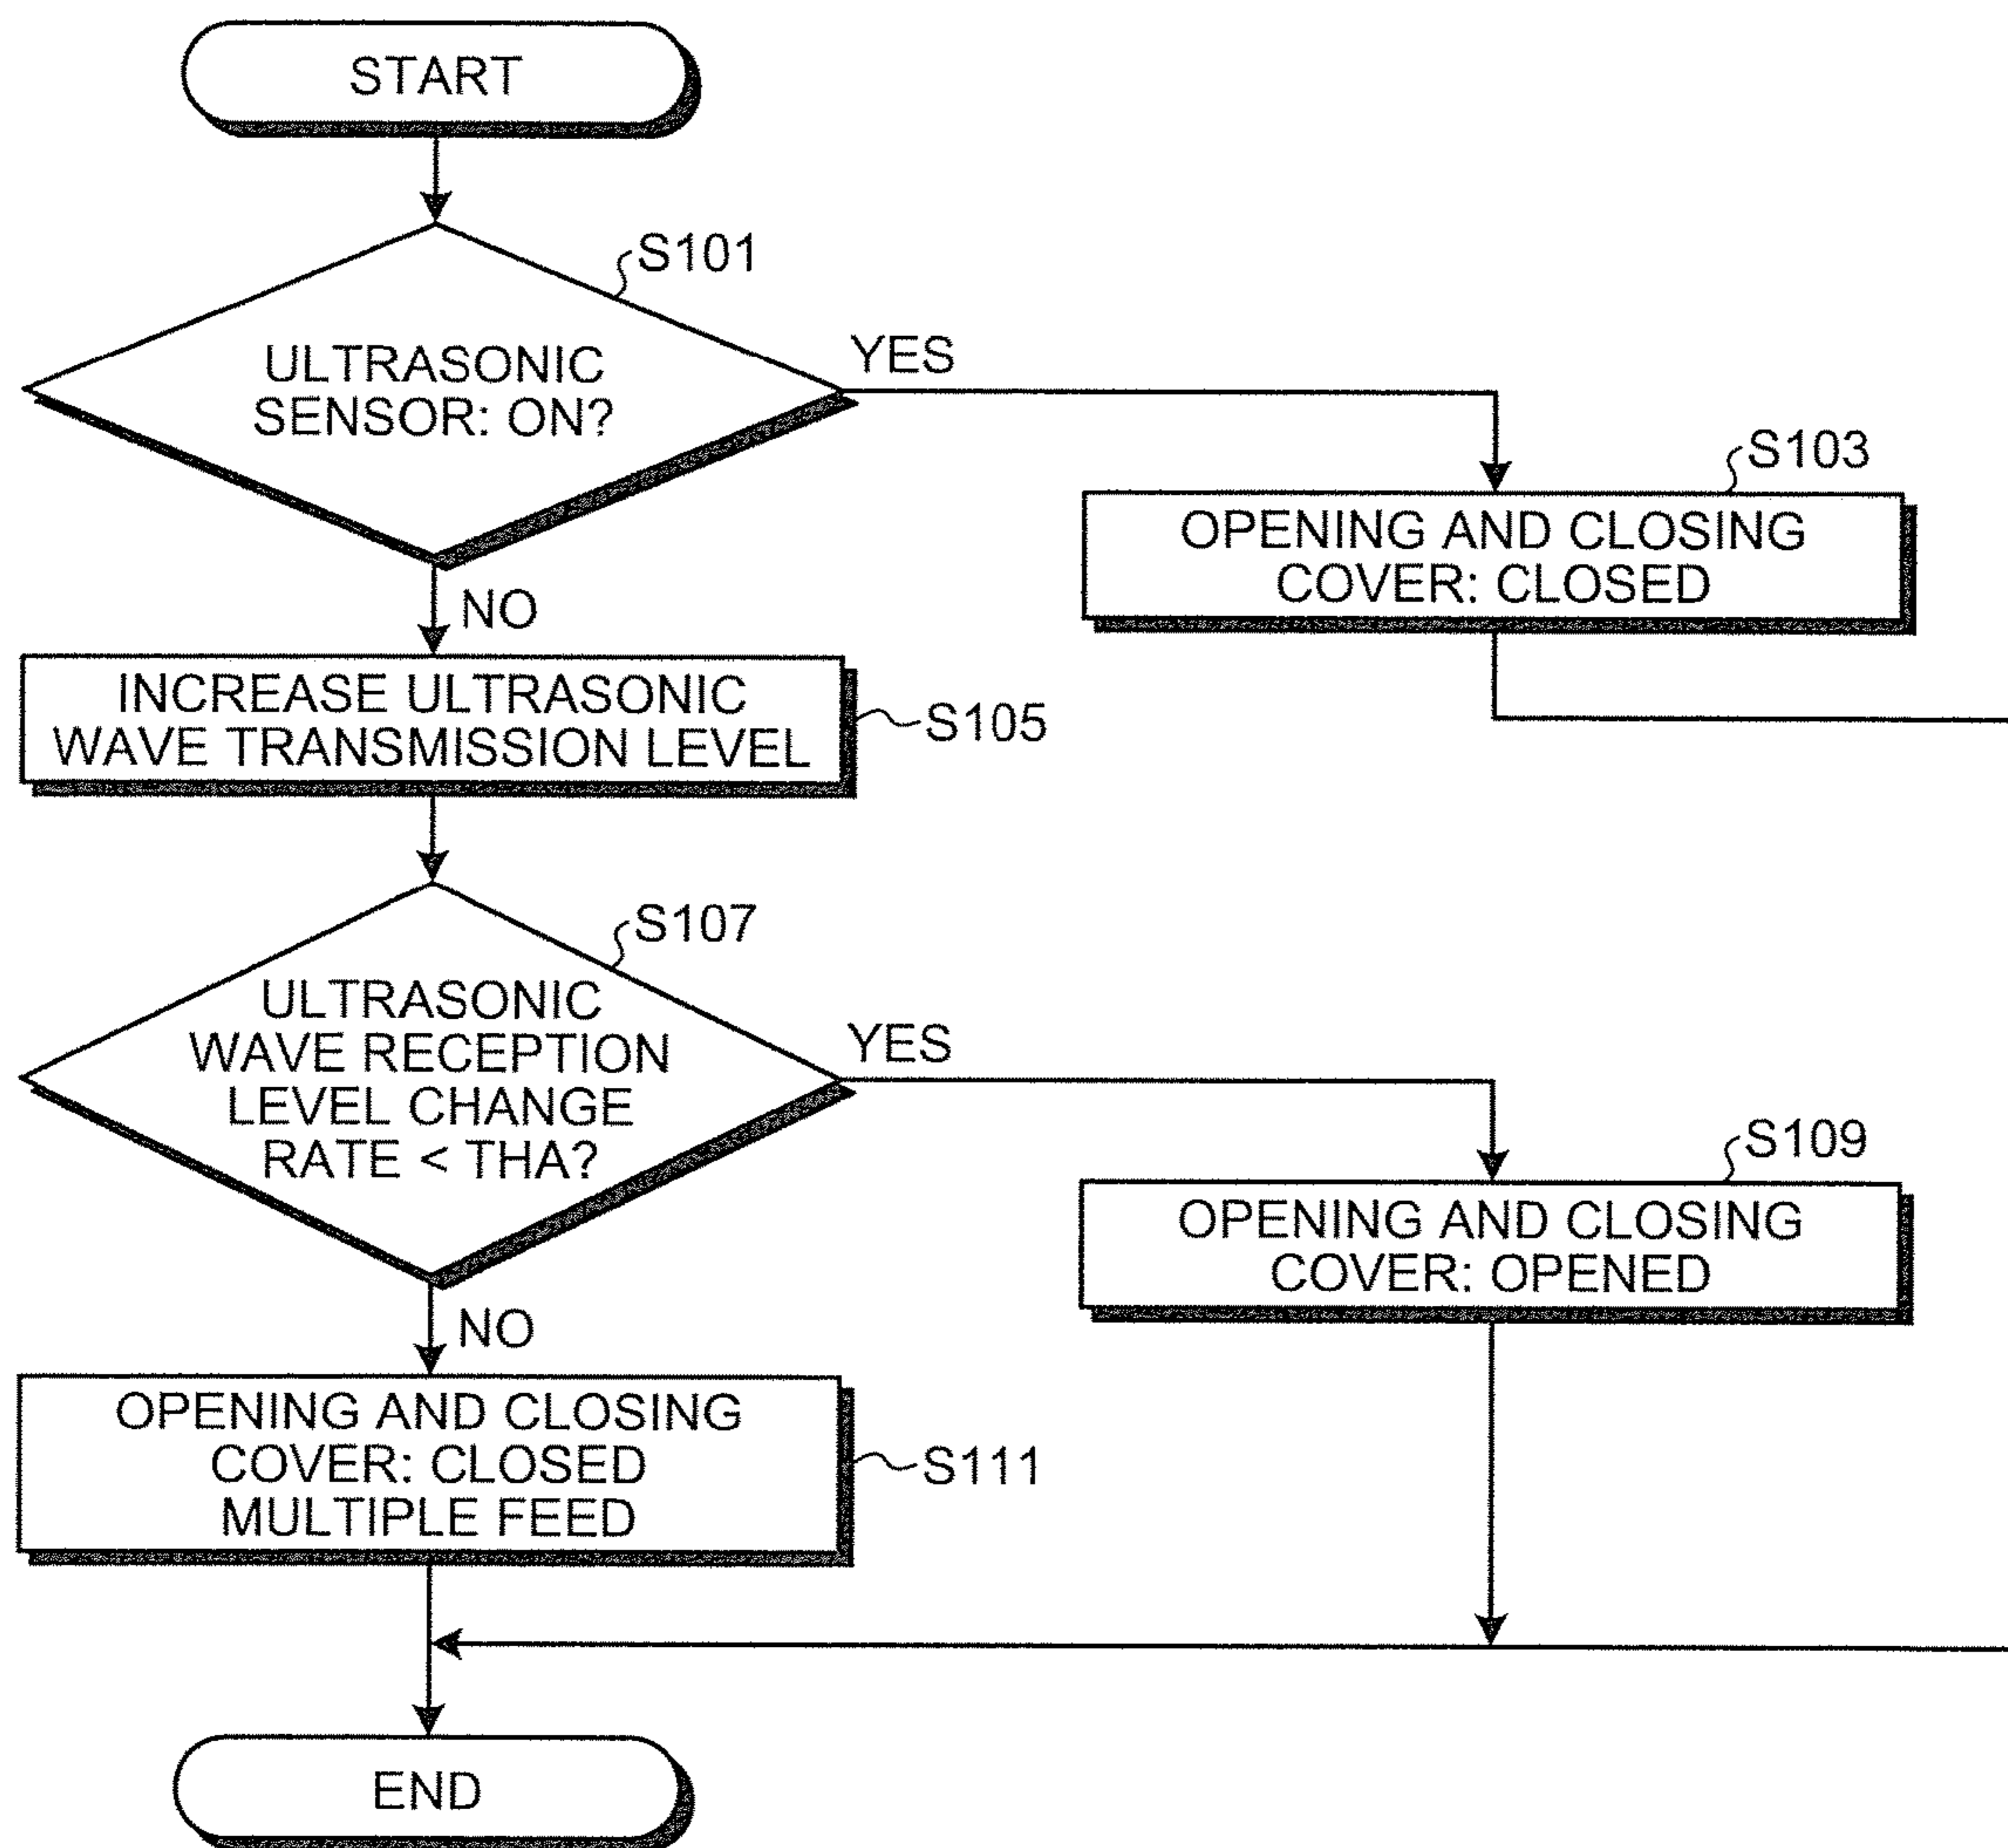 START
S101
ULTRASONIC
SENSOR: ON?
YES
S103
OPENING AND CLOSING
COVER: CLOSED
NO
INCREASE ULTRASONIC
WAVE TRANSMISSION LEVEL
S105
S107
ULTRASONIC
WAVE RECEPTION
LEVEL CHANGE
RATE < THA?
YES
S109
OPENING AND CLOSING
COVER: OPENED
NO
OPENING AND CLOSING
COVER: CLOSED
MULTIPLE FEED
S111
END